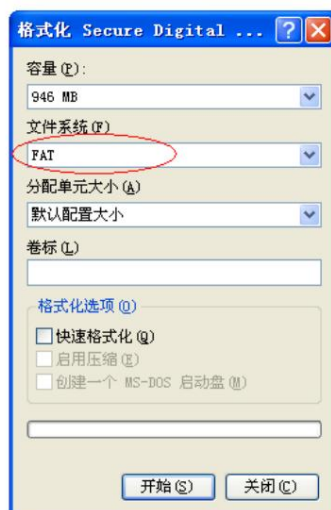 格式化 Secure Digital ...
容量(P):
946 MB
文件系统(F)
FAT
分配单元大小(A)
默认配置大小
卷标(L)
格式化选项(O)
快速格式化(Q)
启用压缩(E)
创建一个 MS-DOS 启动盘(M)
开始(S) 关闭(C)